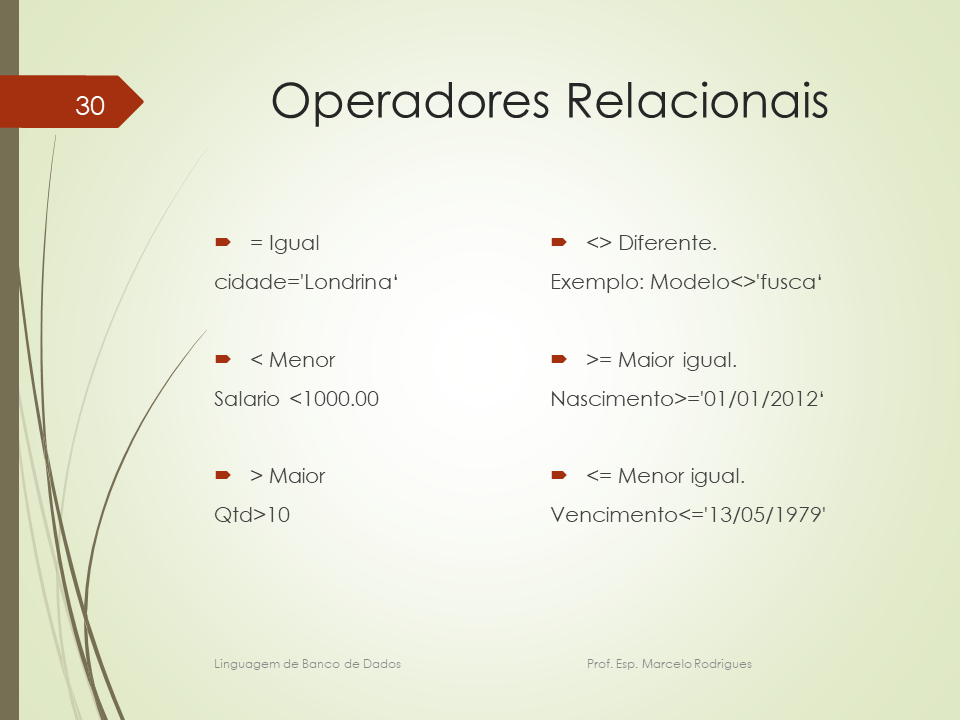 30
Operadores Relacionais
= Igual
cidade='Londrina‘
< Menor
Salario <1000.00
> Maior
Qtd>10
<> Diferente.
Exemplo: Modelo<>'fusca‘
>= Maior igual.
Nascimento>='01/01/2012‘
<= Menor igual.
Vencimento<='13/05/1979'
Linguagem de Banco de Dados
Prof. Esp. Marcelo Rodrigues